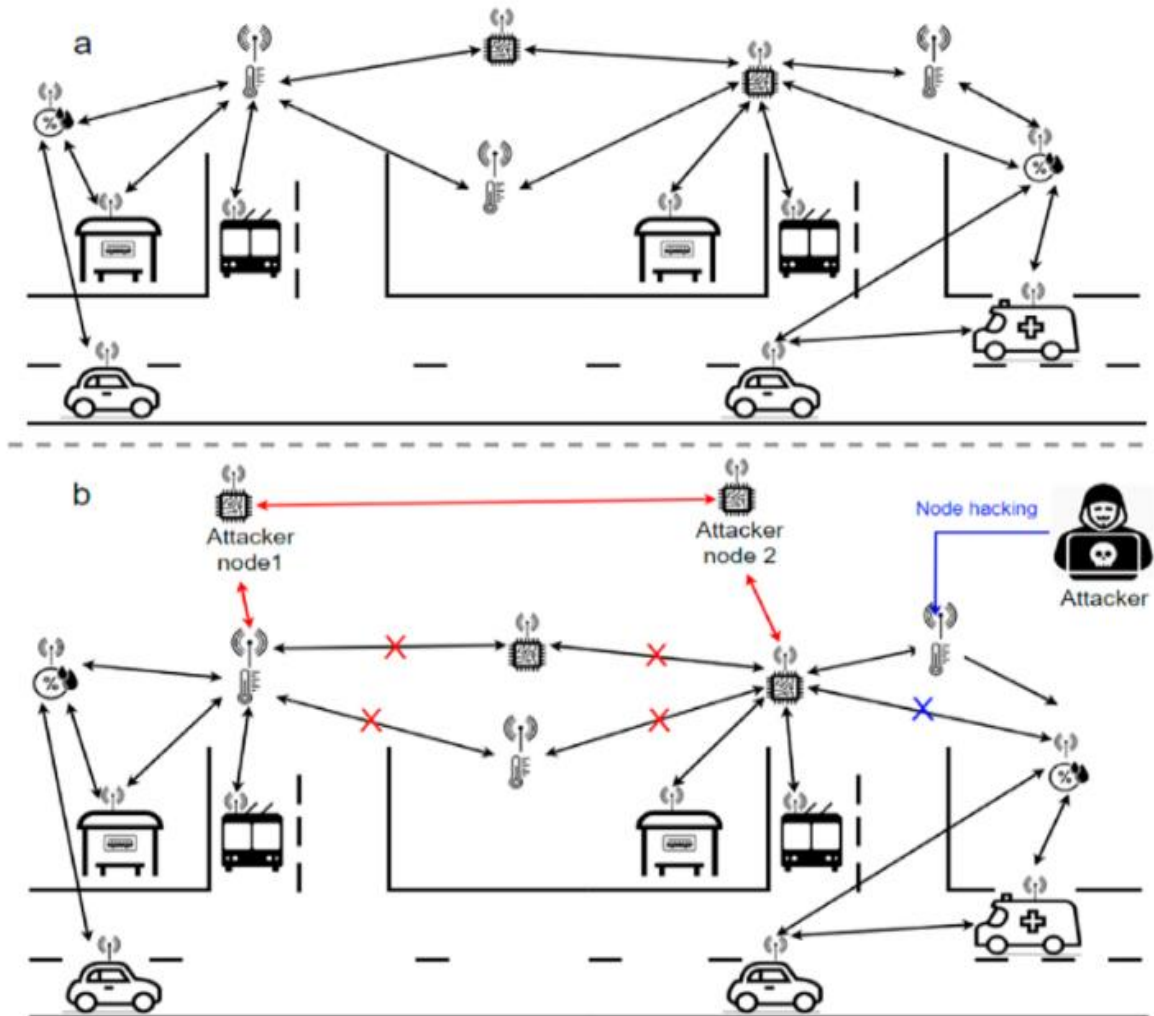 a
%
%
b
Attacker
node1
Attacker
node 2
Node hacking
Attacker
%
%